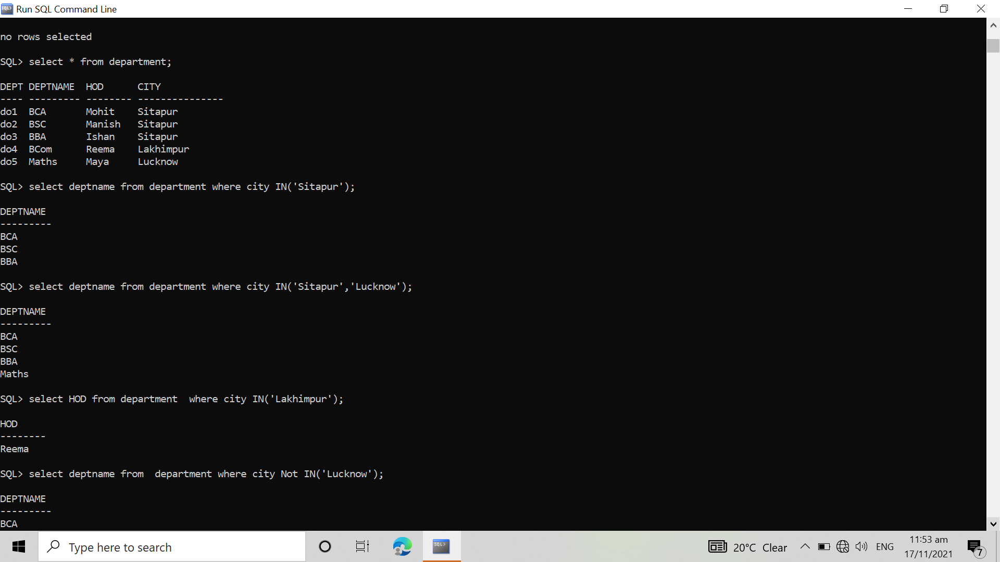 Run SQL Command Line
no rows selected
SQL> select * from department;
DEPT DEPTNAME  HOD      CITY
---- --------- -------- ---------------
do1  BCA       Mohit    Sitapur
do2  BSC       Manish   Sitapur
do3  BBA       Ishan    Sitapur
do4  BCom      Reema    Lakhimpur
do5  Maths     Maya     Lucknow
SQL> select deptname from department where city IN('Sitapur');
DEPTNAME
---------
BCA
BSC
BBA
SQL> select deptname from department where city IN('Sitapur','Lucknow');
DEPTNAME
---------
BCA
BSC
BBA
Maths
SQL> select HOD from department  where city IN('Lakhimpur');
HOD
--------
Reema
SQL> select deptname from  department where city Not IN('Lucknow');
DEPTNAME
---------
BCA
Type here to search
20°C Clear
ENG
11:53 am
17/11/2021
7